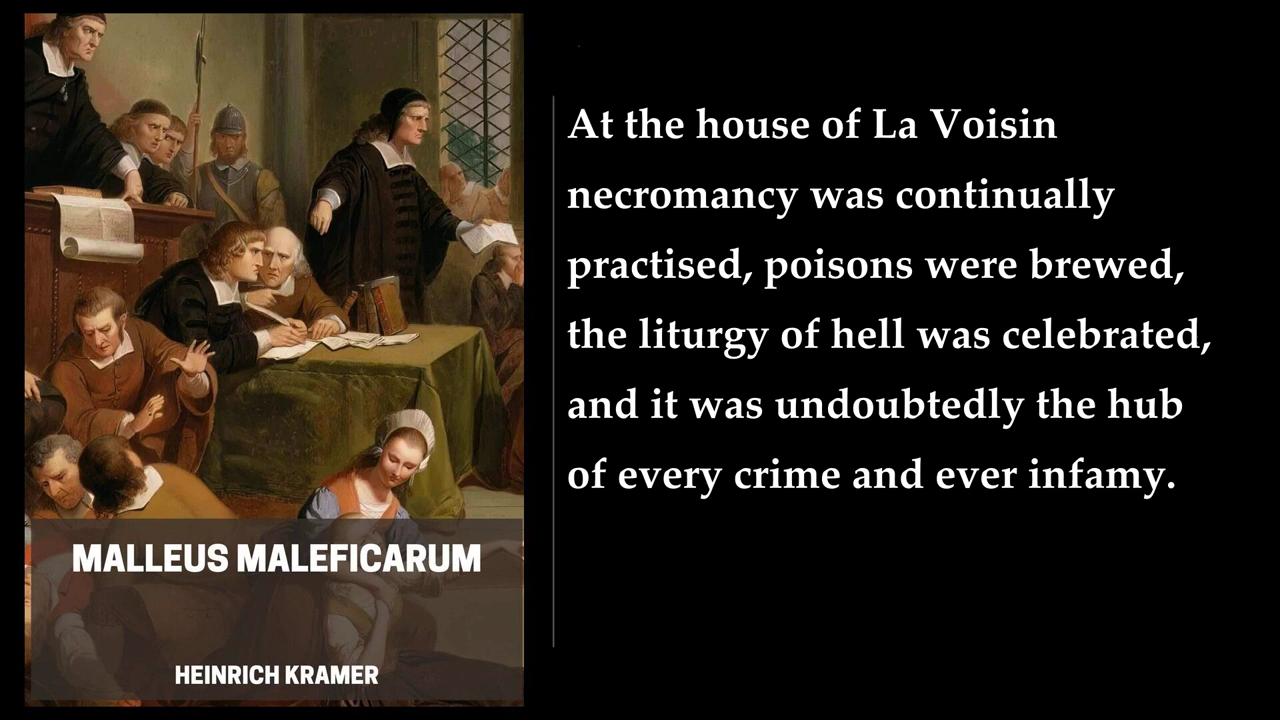 MALLEUS MALEFICARUM
HEINRICH KRAMER
At the house of La Voisin
necromancy was continually
practised, poisons were brewed,
the liturgy of hell was celebrated,
and it was undoubtedly the hub
of every crime and ever infamy.